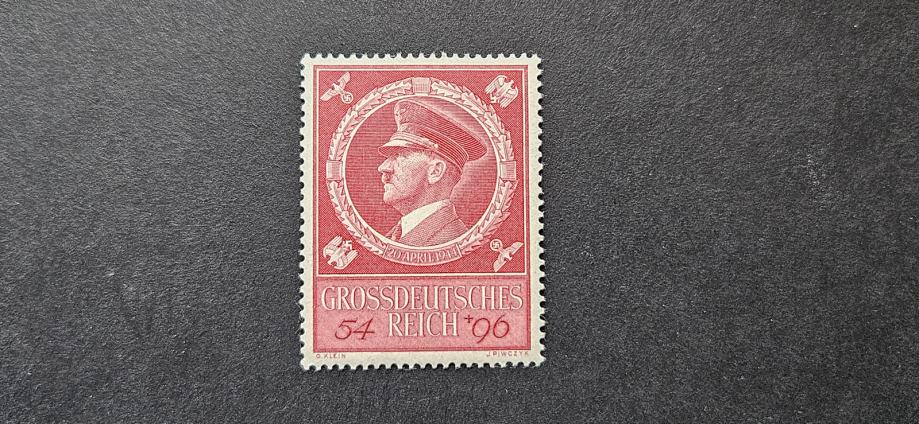 20 APRIL 1944
GROSSDEUTSCHES
54 REICH +96
G. KLEIN J. PIWCZYK